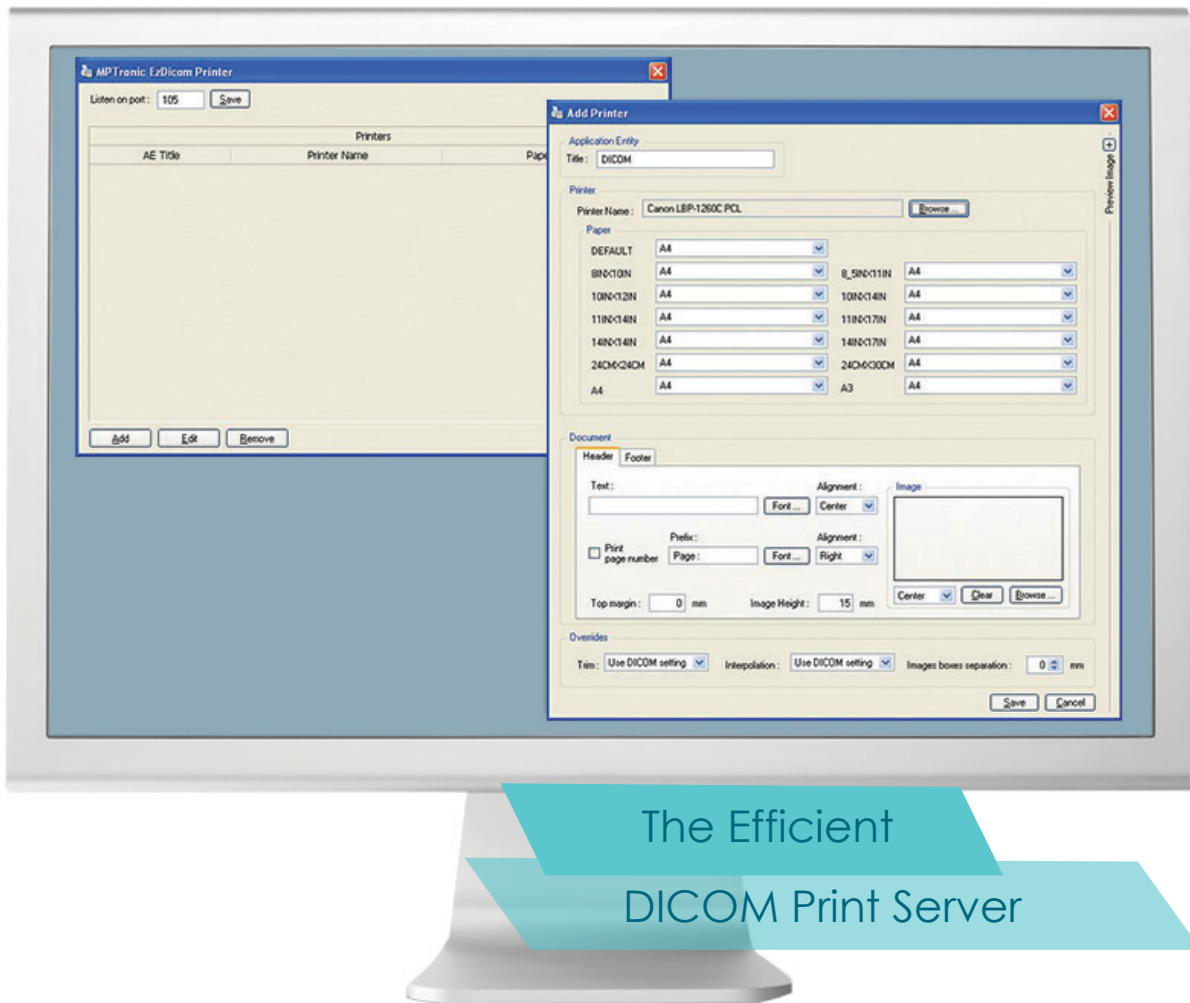 MPTronic EzDicom Printer
Listen on port : 105 Save
Printers
AE Title Printer Name
Add Edit Remove
Add Printer
Application Entity
Title : DICOM
Preview Image
Printer
Printer Name : Canon LBP-1260C PCL Browse ...
Paper
DEFAULT A4
8INX10IN A4 8_5INX11IN A4
10INX12IN A4 10INX14IN A4
11INX14IN A4 11INX17IN A4
14INX14IN A4 14INX17IN A4
24CMX24CM A4 24CMX30CM A4
A4 A4 A3 A4
Document
Header Footer
Text : Alignment : Image
Font ... Center
Prefix : Alignment :
Print page number Page : Font ... Right
Center Clear Browse ...
Top margin : 0 mm Image Height : 15 mm
Overrides
Trim : Use DICOM setting Interpolation : Use DICOM setting Images boxes separation : 0 mm
Save Cancel
The Efficient
DICOM Print Server